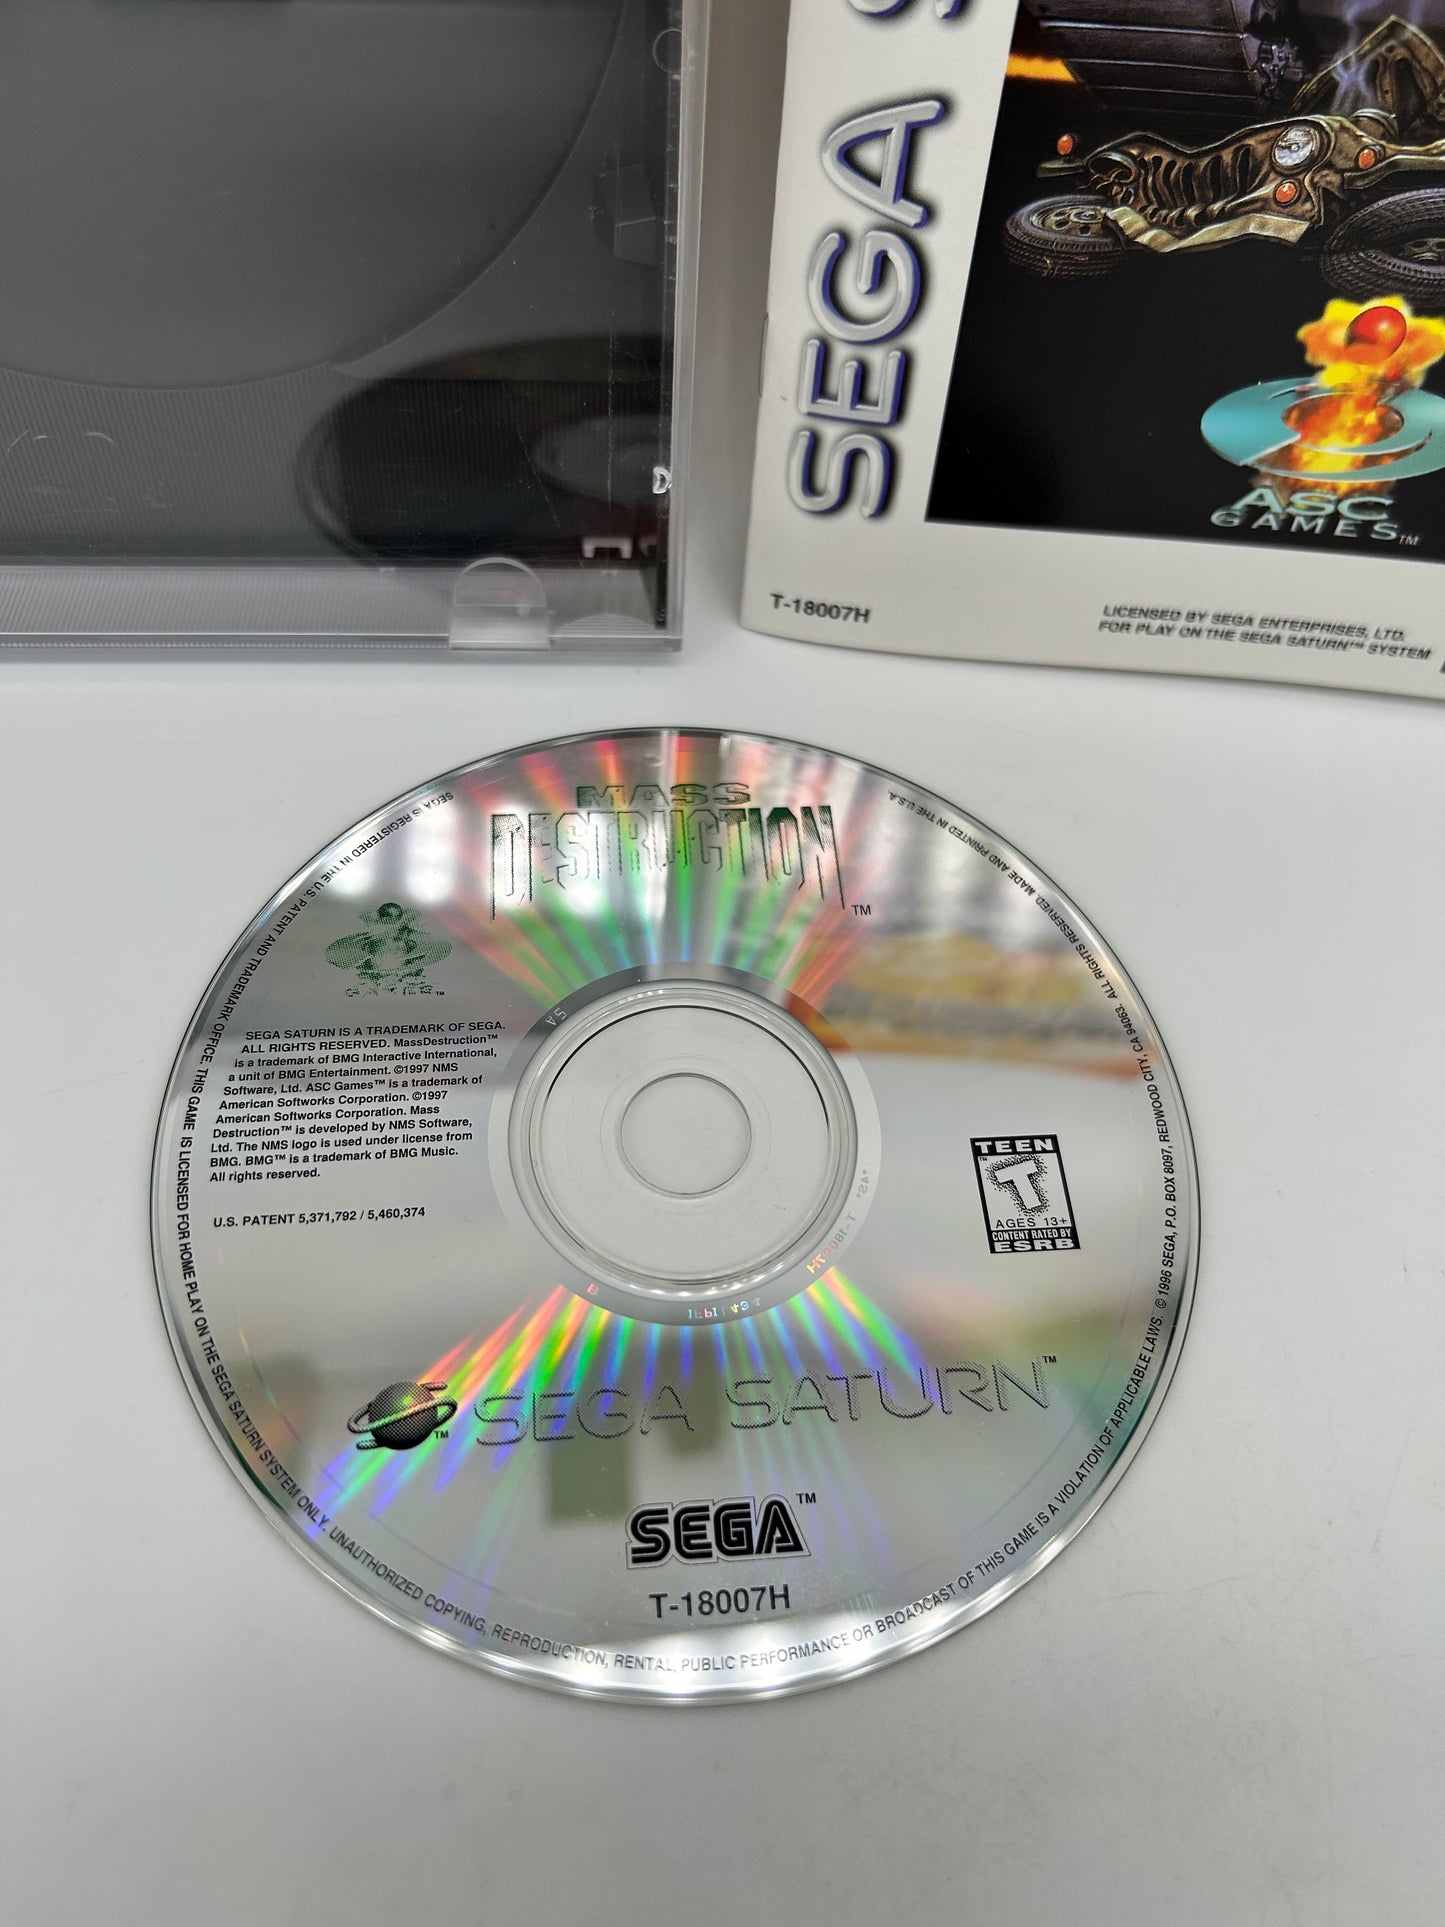 SEGA S
ASC
GAMES™
T-18007H
LICENSED BY SEGA ENTERPRISES, LTD.
FOR PLAY ON THE SEGA SATURN™ SYSTEM
MASS
DESTRUCTION™
GAMES™
SEGA SATURN IS A TRADEMARK OF SEGA.
ALL RIGHTS RESERVED. MassDestruction™
is a trademark of BMG Interactive International,
a unit of BMG Entertainment. ©1997 NMS
Software, Ltd. ASC Games™ is a trademark of
American Softworks Corporation. ©1997
American Softworks Corporation. Mass
Destruction™ is developed by NMS Software,
Ltd. The NMS logo is used under license from
BMG. BMG™ is a trademark of BMG Music.
All rights reserved.
U.S. PATENT 5,371,792 / 5,460,374
TEEN
T™
AGES 13+
CONTENT RATED BY
ESRB
SEGA SATURN™
SEGA™
T-18007H
SEGA IS REGISTERED IN THE U.S. PATENT AND TRADEMARK OFFICE. THIS GAME IS LICENSED FOR HOME PLAY ON THE SEGA SATURN SYSTEM ONLY. UNAUTHORIZED COPYING, REPRODUCTION, RENTAL, PUBLIC PERFORMANCE OR BROADCAST OF THIS GAME IS A VIOLATION OF APPLICABLE LAWS. © 1996 SEGA, P.O. BOX 8097, REDWOOD CITY, CA 94063. ALL RIGHTS RESERVED. MADE AND PRINTED IN THE U.S.A.